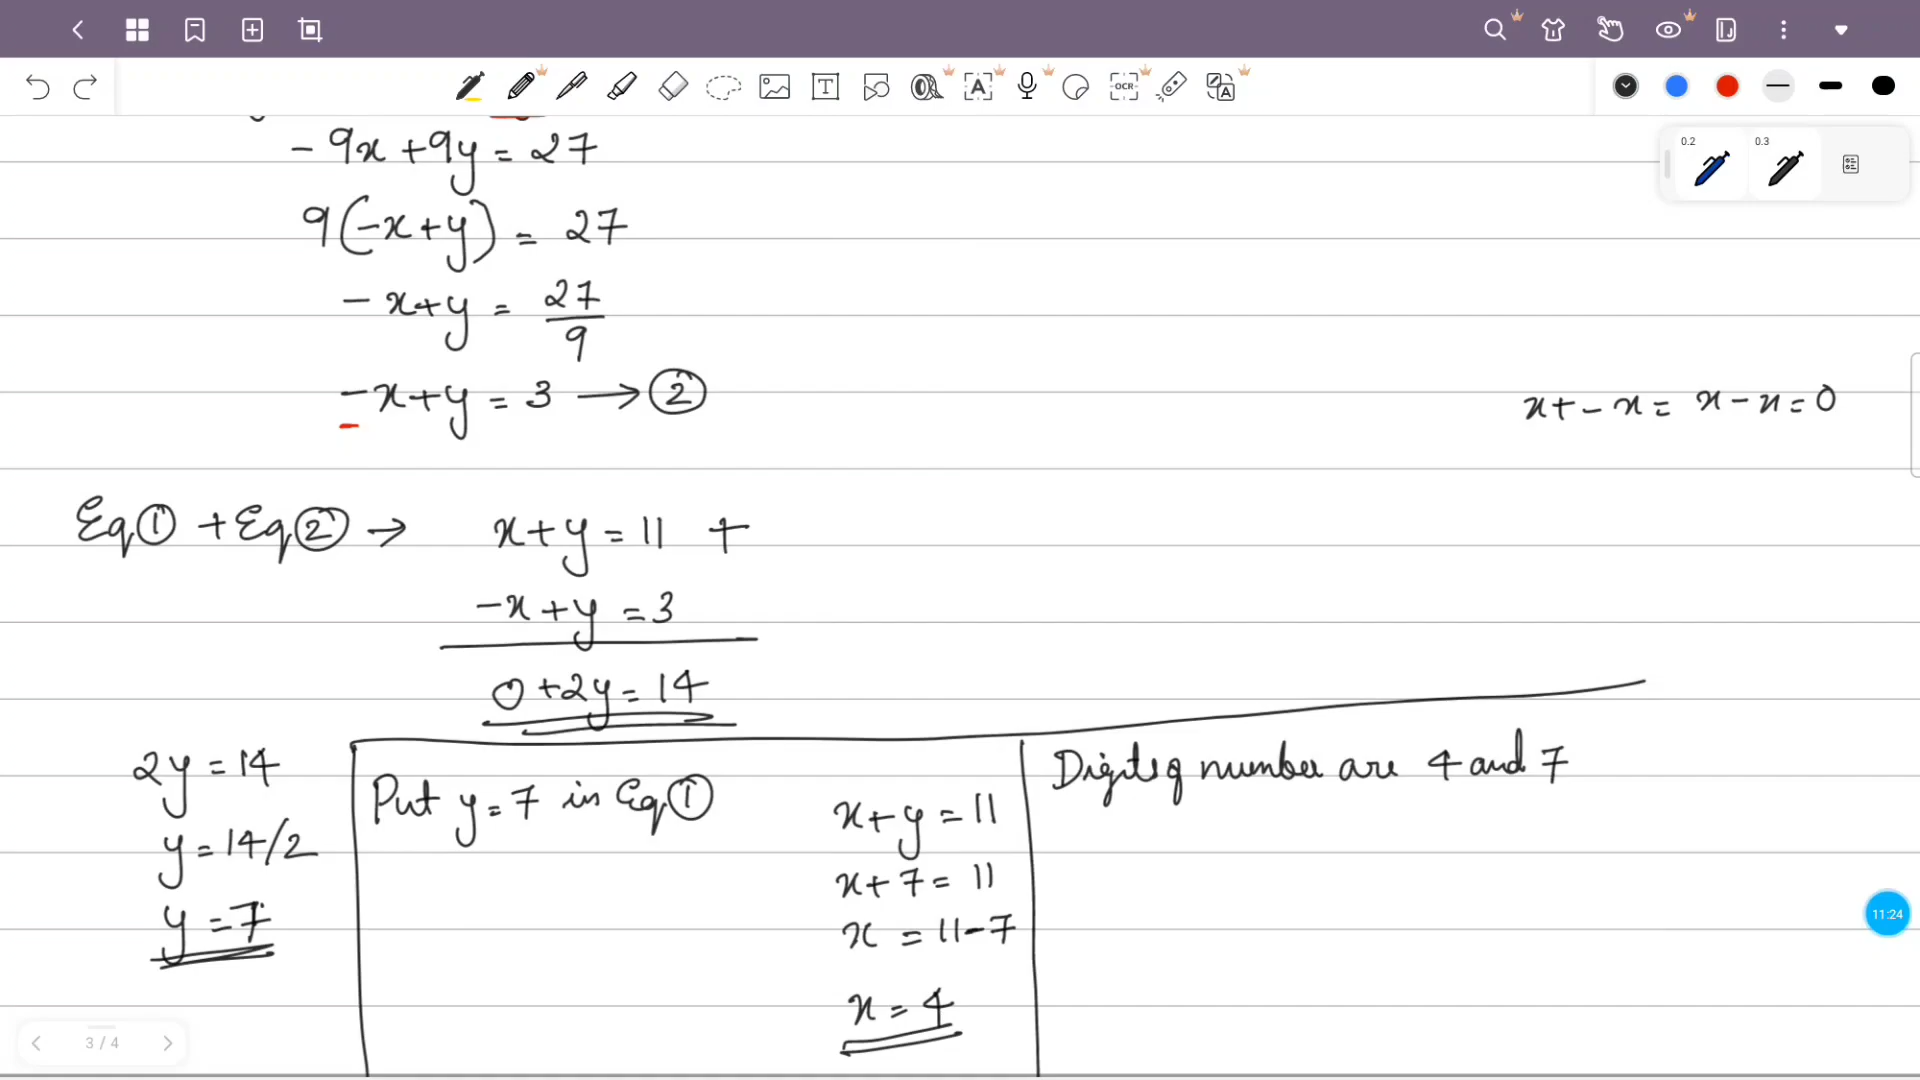 0.2 0.3
- 9x + 9y = 27
9(-x+y) = 27
-x+y = 27/9
-x+y = 3 → ②
x+-x = x-x=0
Eq① + Eq② → x+y=11 +
-x+y=3
0+2y=14
2y=14
y=14/2
y=7
Put y=7 in Eq①
x+y=11
x+7=11
x=11-7
x=4
Digits of number are 4 and 7
11:24
3 / 4